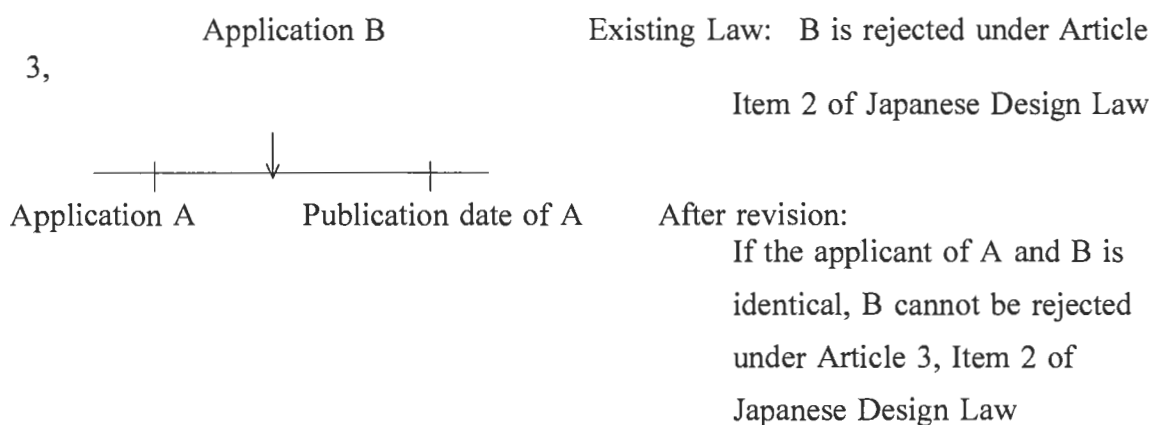 Application B Existing Law: B is rejected under Article
3,
Item 2 of Japanese Design Law
Application A Publication date of A After revision:
If the applicant of A and B is
identical, B cannot be rejected
under Article 3, Item 2 of
Japanese Design Law